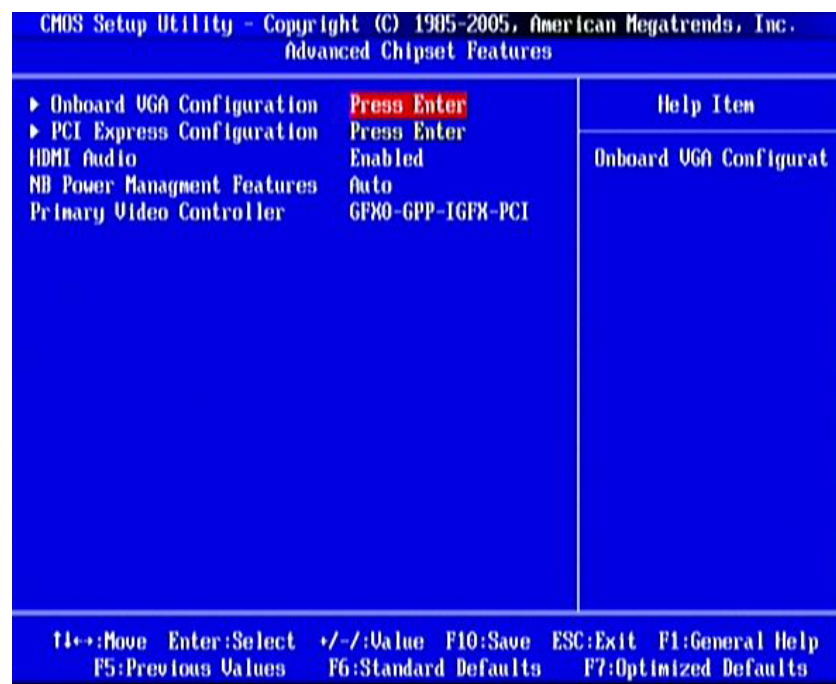 CMOS Setup Utility - Copyright (C) 1985-2005, American Megatrends, Inc.
Advanced Chipset Features
▶ Onboard VGA Configuration Press Enter
▶ PCI Express Configuration Press Enter
HDMI Audio Enabled
NB Power Managment Features Auto
Primary Video Controller GFX0-GPP-IGFX-PCI
Help Item
Onboard VGA Configurat
↑↓←→:Move Enter:Select +/-/:Value F10:Save ESC:Exit F1:General Help
F5:Previous Values F6:Standard Defaults F7:Optimized Defaults